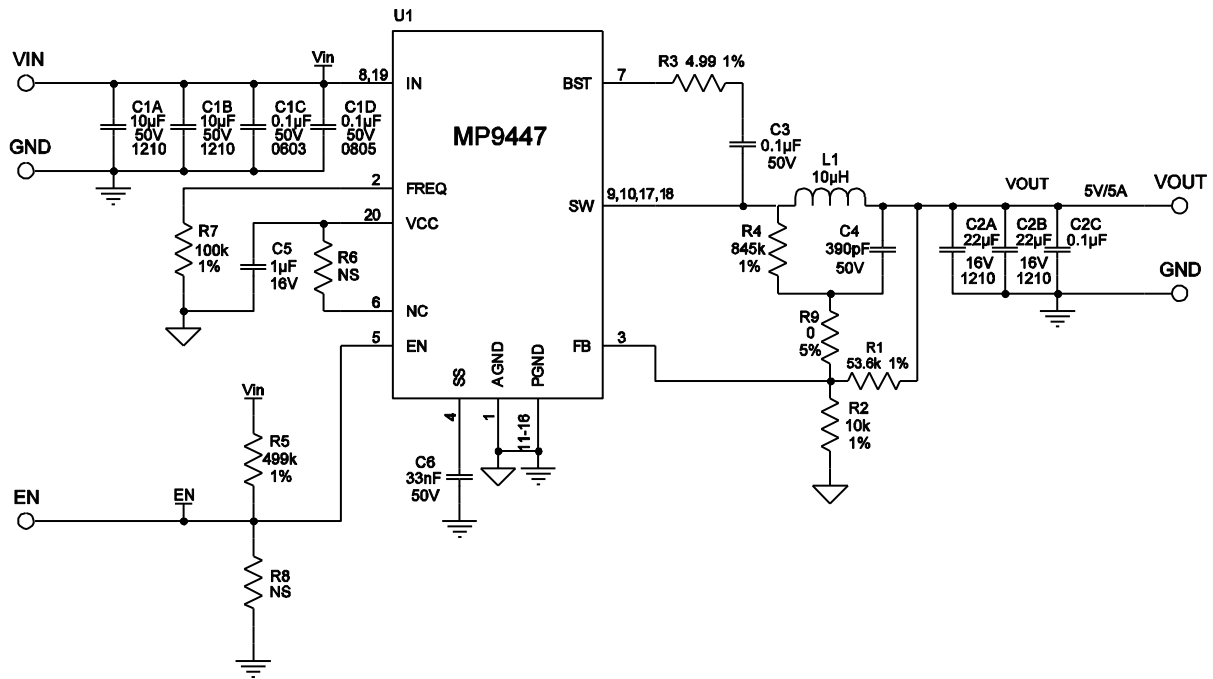 U1
VIN
Vin
8,19
IN
BST
7
R3 4.99 1%
C1A
10µF
50V
1210
C1B
10µF
50V
1210
C1C
0.1µF
50V
0603
C1D
0.1µF
50V
0805
MP9447
C3
0.1µF
50V
GND
L1
10µH
2
FREQ
SW
9,10,17,18
VOUT
5V/5A
VOUT
20
VCC
R7
100k
1%
C5
1µF
16V
R6
NS
R4
845k
1%
C4
390pF
50V
C2A
22µF
16V
1210
C2B
22µF
16V
1210
C2C
0.1µF
GND
6
NC
R9
0
5%
5
EN
FB
3
R1
53.6k 1%
SS
AGND
PGND
4
1
11-16
R2
10k
1%
Vin
R5
499k
1%
C6
33nF
50V
EN
EN
R8
NS